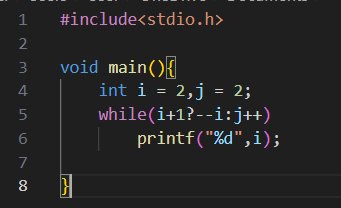 1 #include<stdio.h>
2
3 void main(){
4     int i = 2,j = 2;
5     while(i+1?--i:j++)
6         printf("%d",i);
7
8 }